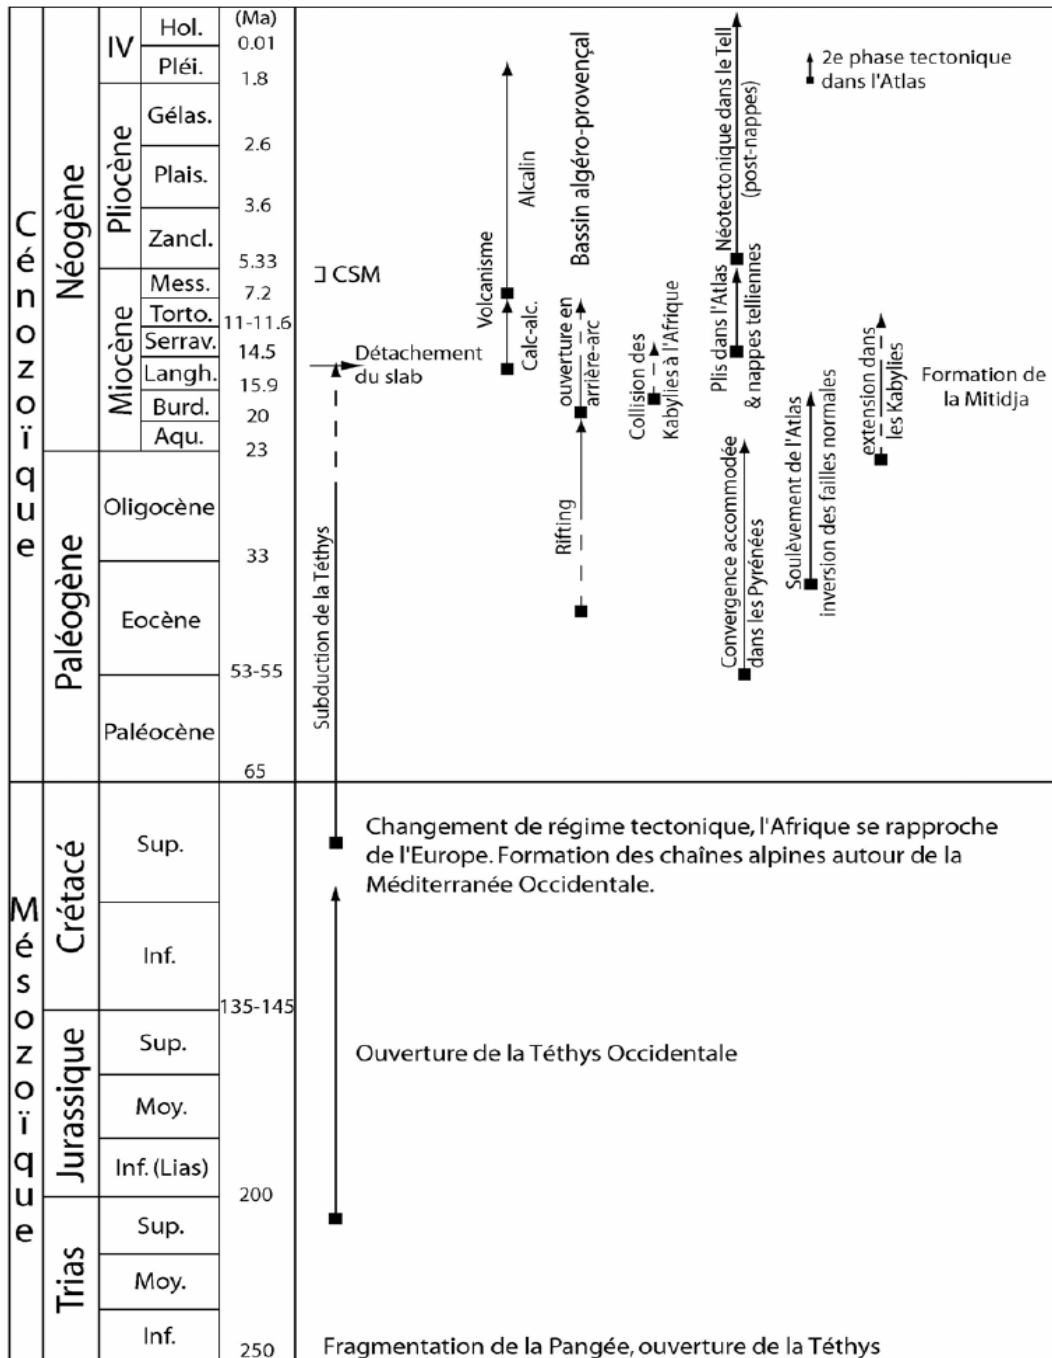 Cénozoïque
Néogène
Paléogène
IV
Pliocène
Miocène
Hol.
Pléi.
Gélas.
Plais.
Zancl.
Mess.
Torto.
Serrav.
Langh.
Burd.
Aqu.
Oligocène
Eocène
Paléocène
(Ma)
0.01
1.8
2.6
3.6
5.33
7.2
11-11.6
14.5
15.9
20
23
33
53-55
65
CSM
Détachement
du slab
Subduction de la Téthys
Volcanisme
Alcalin
Calc-alc.
Bassin algéro-provençal
ouverture en
arrière-arc
Rifting
Collision des
Kabylies à l'Afrique
Néotectonique dans le Tell
(post-nappes)
Plis dans l'Atlas
& nappes telliennes
Convergence accommodée
dans les Pyrénées
2e phase tectonique
dans l'Atlas
Soulèvement de l'Atlas
inversion des failles normales
extension dans
les Kabylies
Formation de
la Mitidja
Mésozoïque
Crétacé
Jurassique
Trias
Sup.
Inf.
Sup.
Moy.
Inf. (Lias)
Sup.
Moy.
Inf.
135-145
200
250
Changement de régime tectonique, l'Afrique se rapproche
de l'Europe. Formation des chaînes alpines autour de la
Méditerranée Occidentale.
Ouverture de la Téthys Occidentale
Fragmentation de la Pangée, ouverture de la Téthys